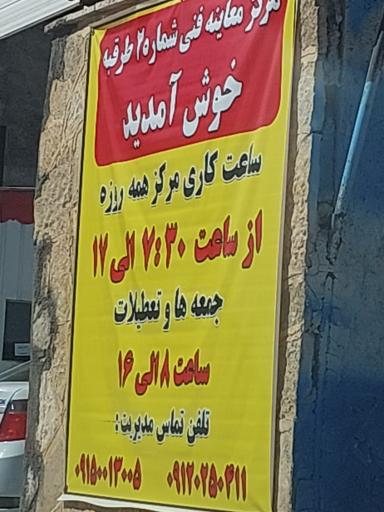 مرکز معاینه فنی شماره ۲ طرقبه
خوش آمدید
ساعت کاری مرکز همه روزه
از ساعت ۷:۳۰ الی ۱۷
جمعه ها و تعطیلات
ساعت ۸ الی ۱۶
تلفن تماس مدیریت :
۰۹۱۵۰۰۱۳۰۰۵ ۰۹۱۲۰۲۵۰۴۱۱